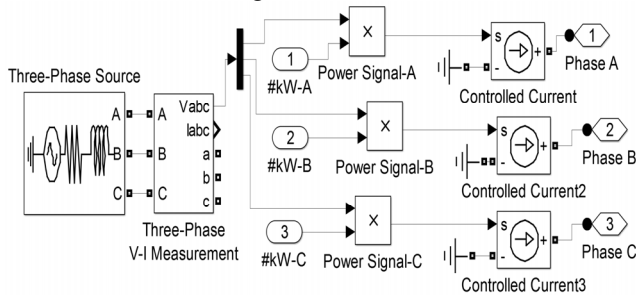 Three-Phase Source
A
B
C
A
B
C
Vabc
Iabc
a
b
c
Three-Phase
V-I Measurement
1
#kW-A
X
Power Signal-A
s
+
-
Controlled Current
1
Phase A
2
#kW-B
X
Power Signal-B
s
+
-
Controlled Current2
2
Phase B
3
#kW-C
X
Power Signal-C
s
+
-
Controlled Current3
3
Phase C